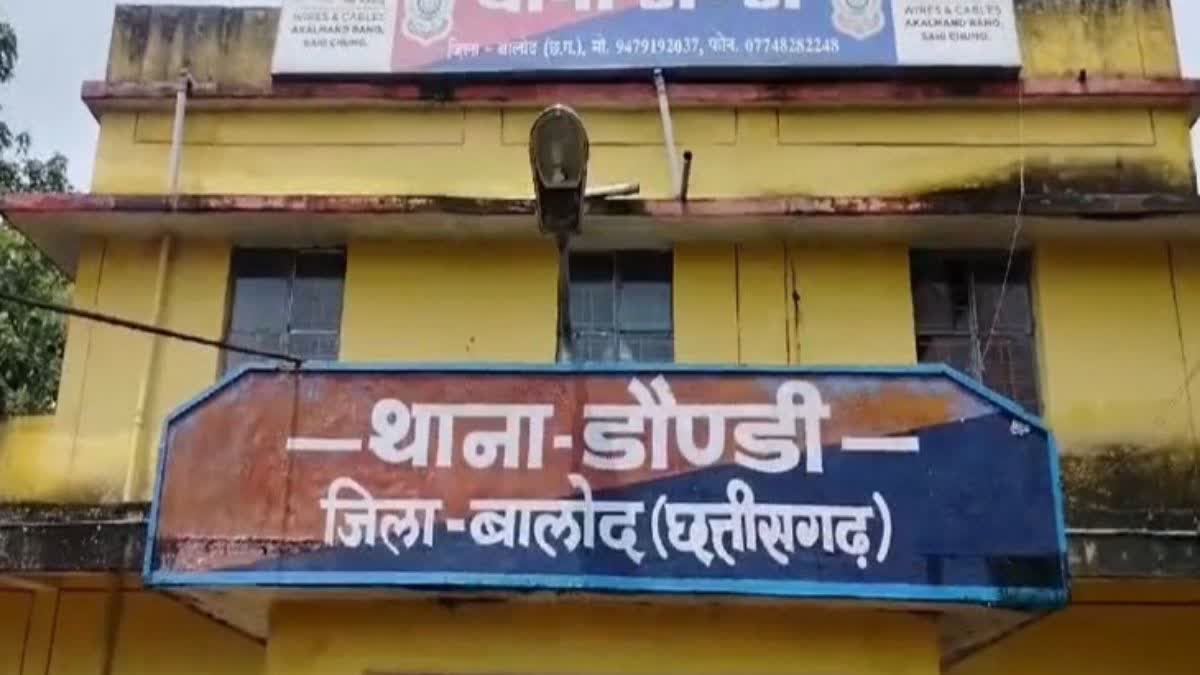 WIRES & CABLES
AKALMAND BANO,
SAHI CHUNO.
जिला - बालोद (छ.ग.), मो. 9479192037, फोन. 07748282248
WIRES & CABLES
AKALMAND BANO,
SAHI CHUNO.
थाना - डौण्डी
जिला - बालोद (छत्तीसगढ़)